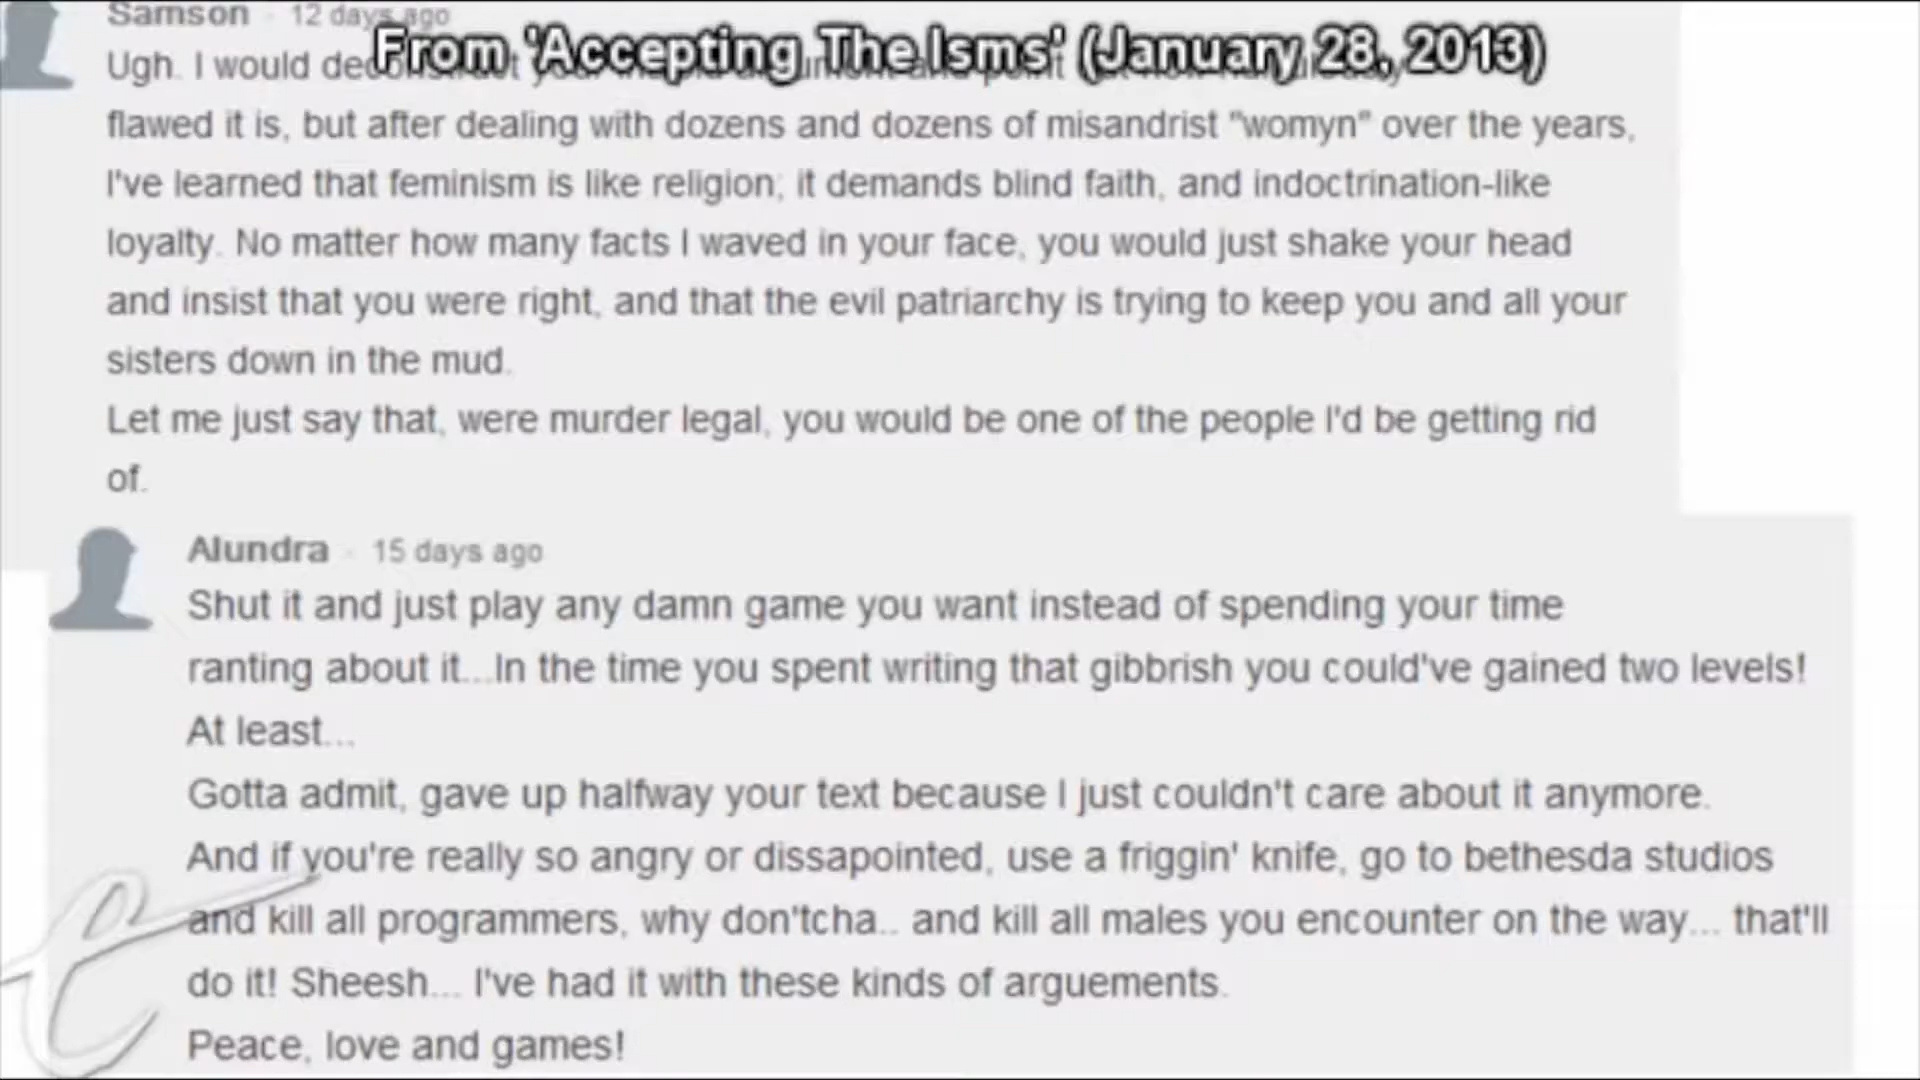 Samson - 12 days ago
From 'Accepting The Isms' (January 28, 2013)
Ugh. I would deconstruct
flawed it is, but after dealing with dozens and dozens of misandrist "womyn" over the years,
I've learned that feminism is like religion; it demands blind faith, and indoctrination-like
loyalty. No matter how many facts I waved in your face, you would just shake your head
and insist that you were right, and that the evil patriarchy is trying to keep you and all your
sisters down in the mud.
Let me just say that, were murder legal, you would be one of the people I'd be getting rid
of.
Alundra - 15 days ago
Shut it and just play any damn game you want instead of spending your time
ranting about it...In the time you spent writing that gibbrish you could've gained two levels!
At least...
Gotta admit, gave up halfway your text because I just couldn't care about it anymore.
And if you're really so angry or dissapointed, use a friggin' knife, go to bethesda studios
and kill all programmers, why don'tcha.. and kill all males you encounter on the way... that'll
do it! Sheesh... I've had it with these kinds of arguements.
Peace, love and games!